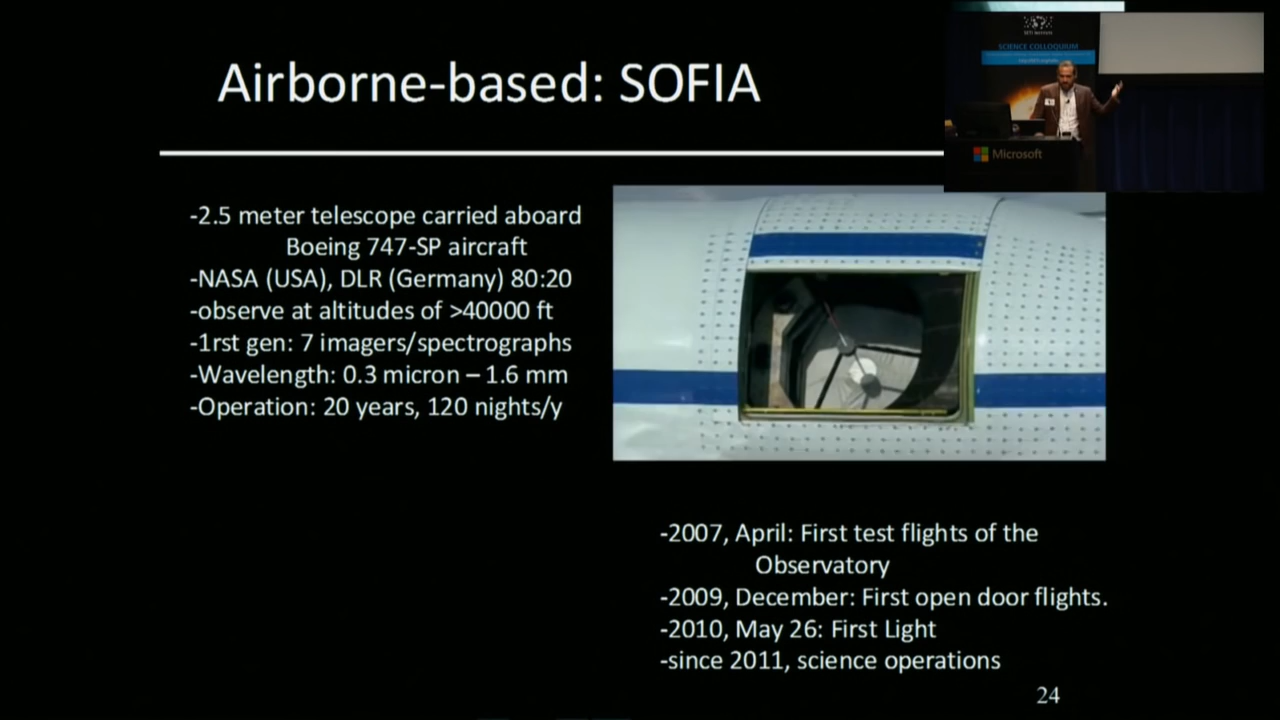 Airborne-based: SOFIA
SETI Institute
SCIENCE COLLOQUIUM
Microsoft
-2.5 meter telescope carried aboard
Boeing 747-SP aircraft
-NASA (USA), DLR (Germany) 80:20
-observe at altitudes of >40000 ft
-1rst gen: 7 imagers/spectrographs
-Wavelength: 0.3 micron – 1.6 mm
-Operation: 20 years, 120 nights/y
-2007, April: First test flights of the
Observatory
-2009, December: First open door flights.
-2010, May 26: First Light
-since 2011, science operations
24